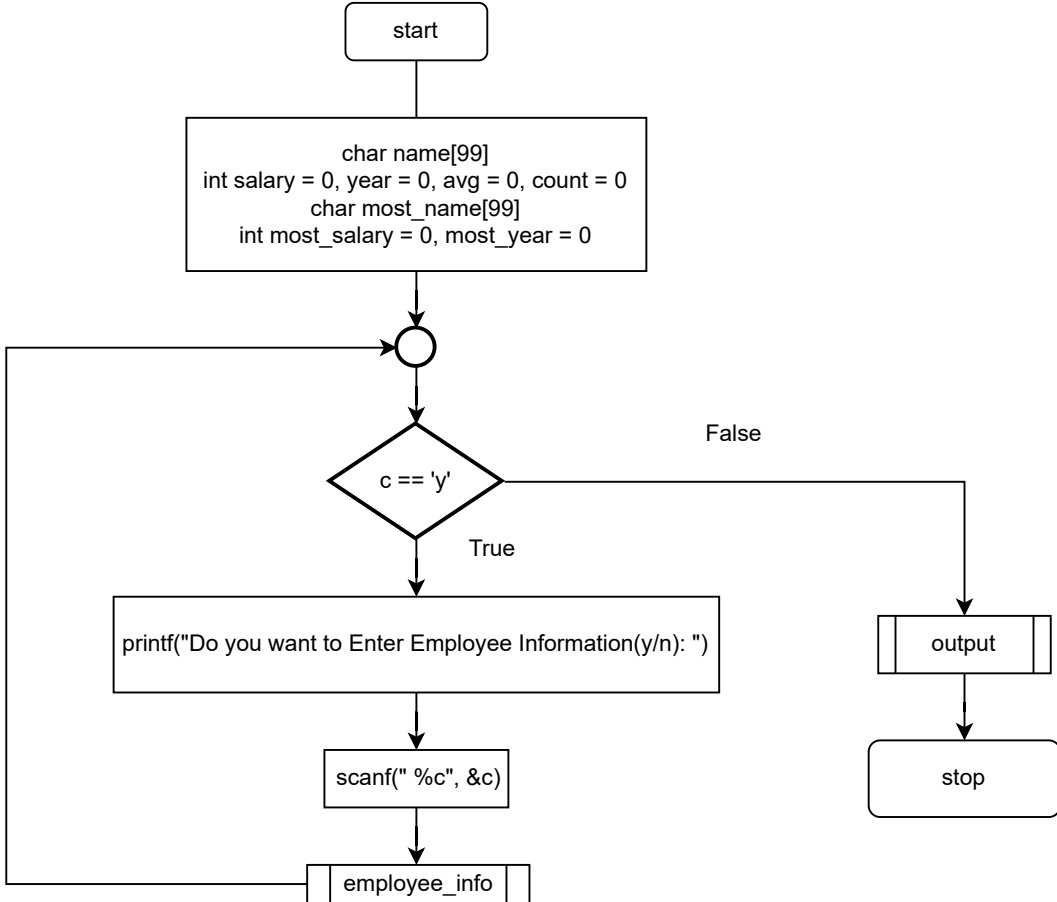 start
char name[99]
int salary = 0, year = 0, avg = 0, count = 0
char most_name[99]
int most_salary = 0, most_year = 0
c == 'y'
False
True
printf("Do you want to Enter Employee Information(y/n): ")
output
scanf(" %c", &c)
stop
employee_info